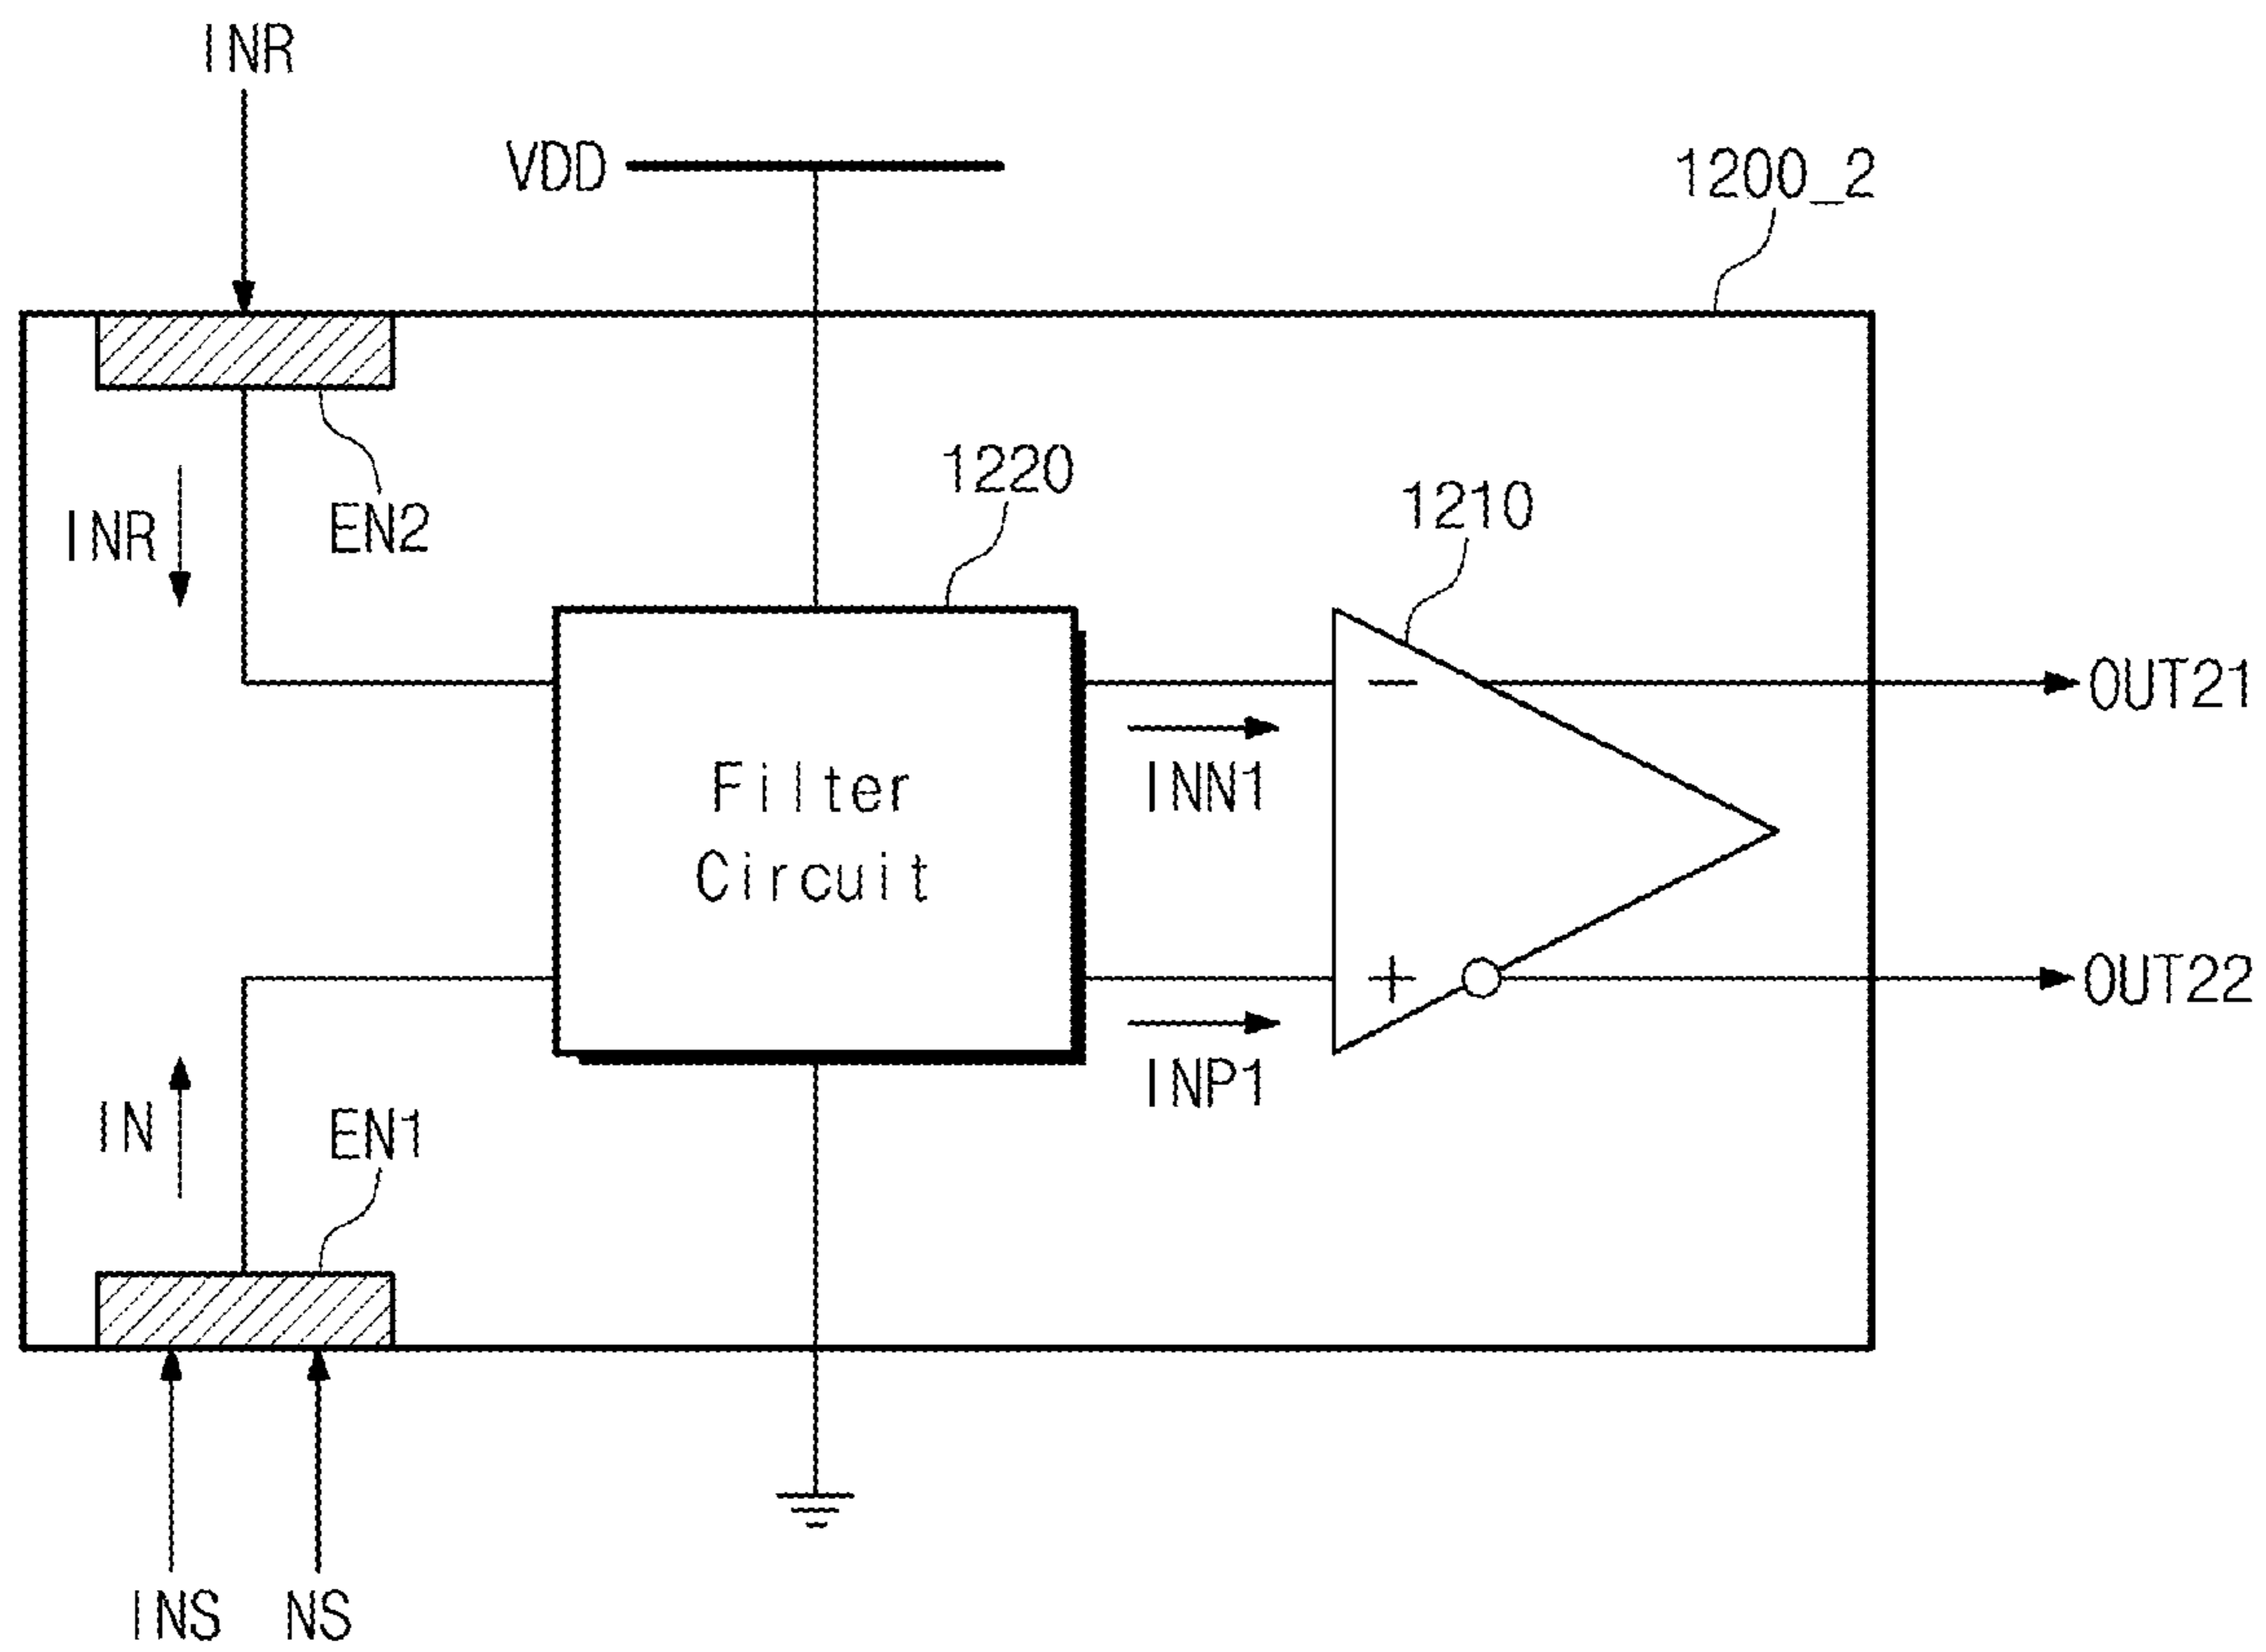 INR
VDD
1200_2
1220
1210
INR
EN2
OUT21
Filter
Circuit
INN1
-
+
OUT22
INP1
IN
EN1
INS
NS